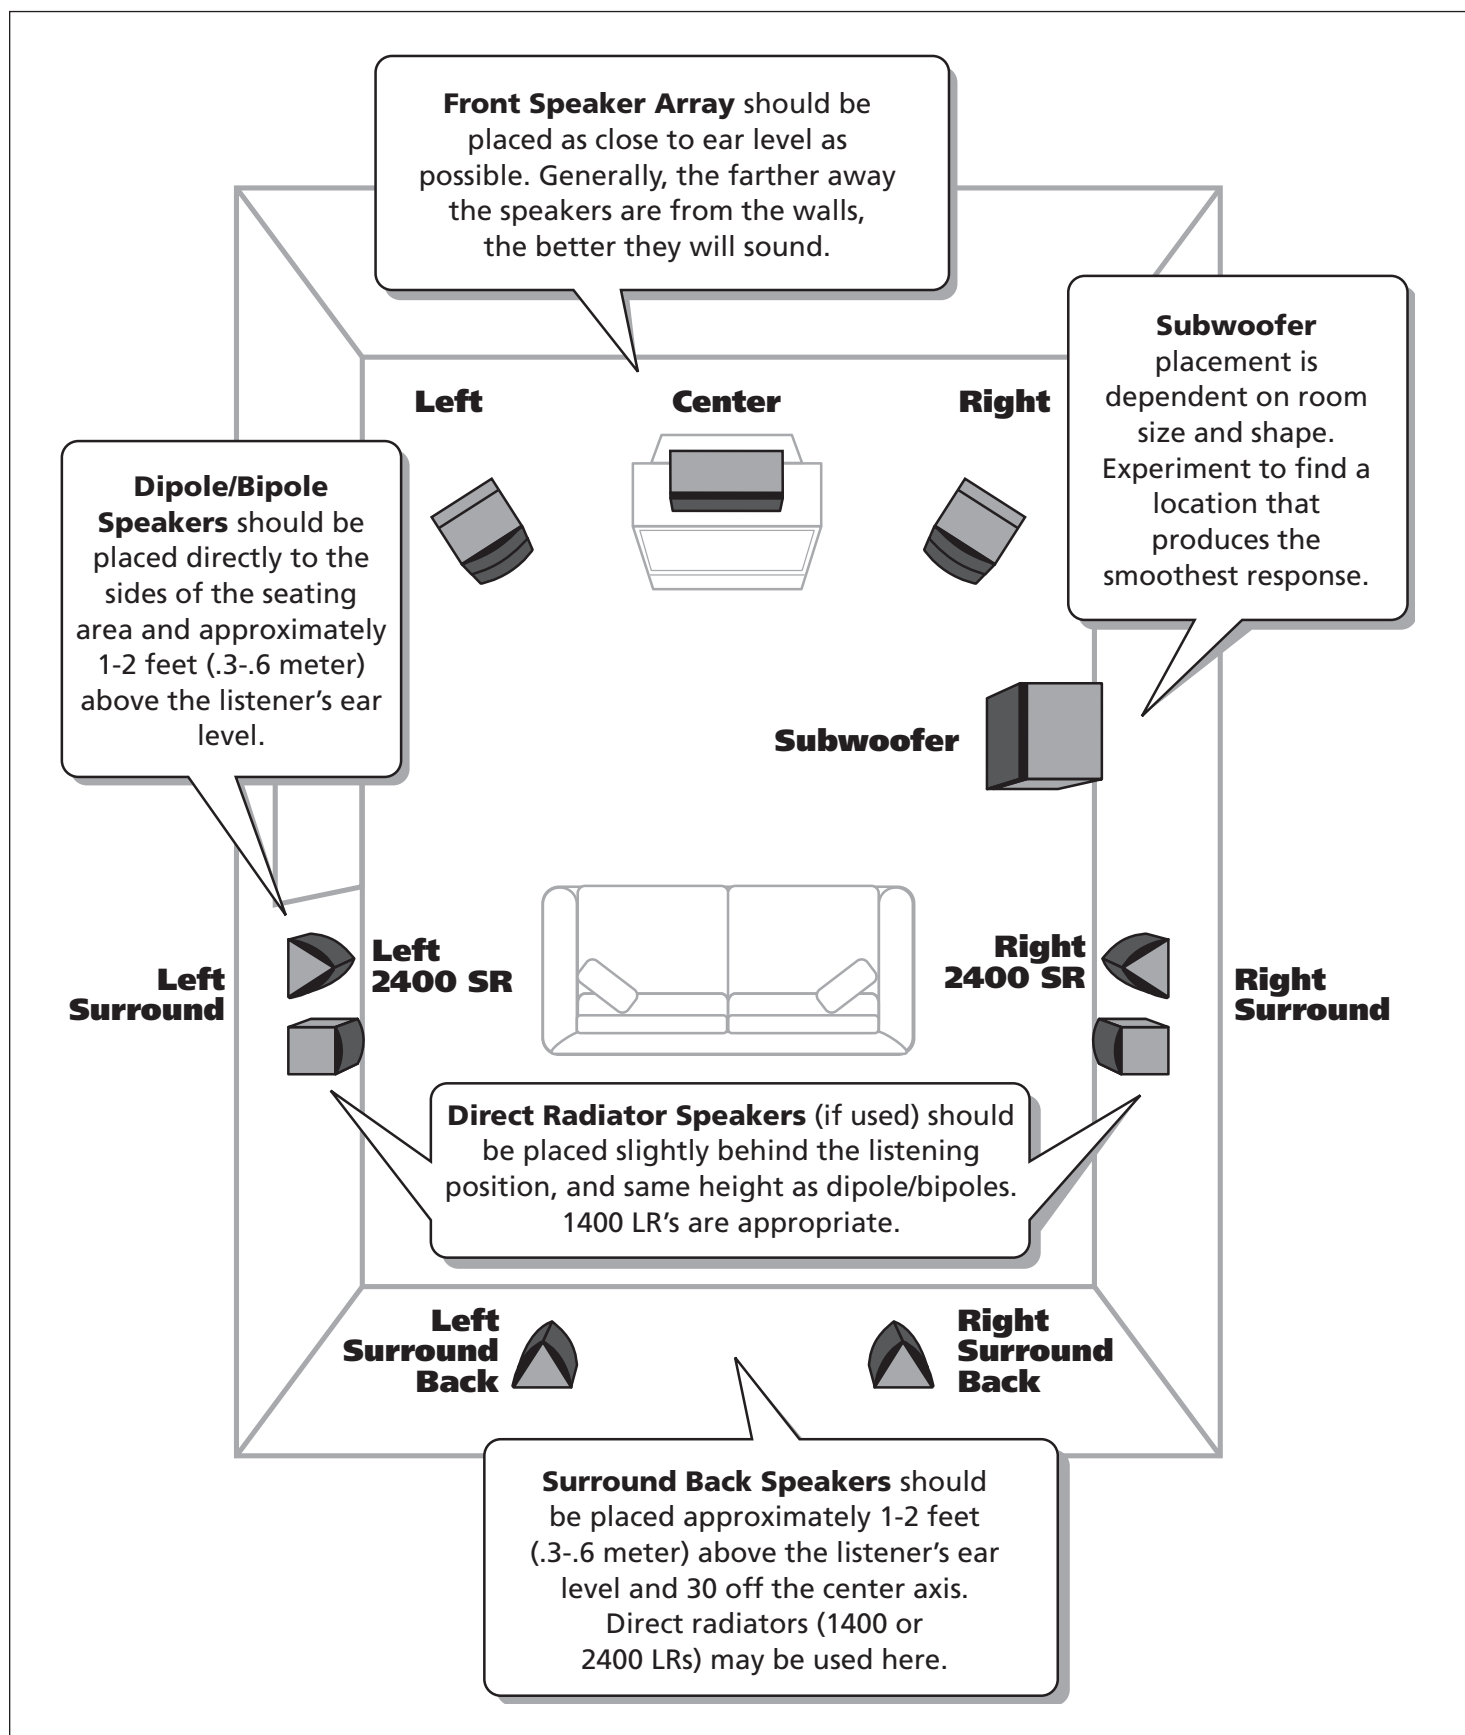 Front Speaker Array should be
placed as close to ear level as
possible. Generally, the farther away
the speakers are from the walls,
the better they will sound.
Subwoofer
placement is
dependent on room
size and shape.
Experiment to find a
location that
produces the
smoothest response.
Left
Center
Right
Dipole/Bipole
Speakers should be
placed directly to the
sides of the seating
area and approximately
1-2 feet (.3-.6 meter)
above the listener’s ear
level.
Subwoofer
Left
Surround
Left
2400 SR
Right
2400 SR
Right
Surround
Direct Radiator Speakers (if used) should
be placed slightly behind the listening
position, and same height as dipole/bipoles.
1400 LR’s are appropriate.
Left
Surround
Back
Right
Surround
Back
Surround Back Speakers should
be placed approximately 1-2 feet
(.3-.6 meter) above the listener’s ear
level and 30 off the center axis.
Direct radiators (1400 or
2400 LRs) may be used here.